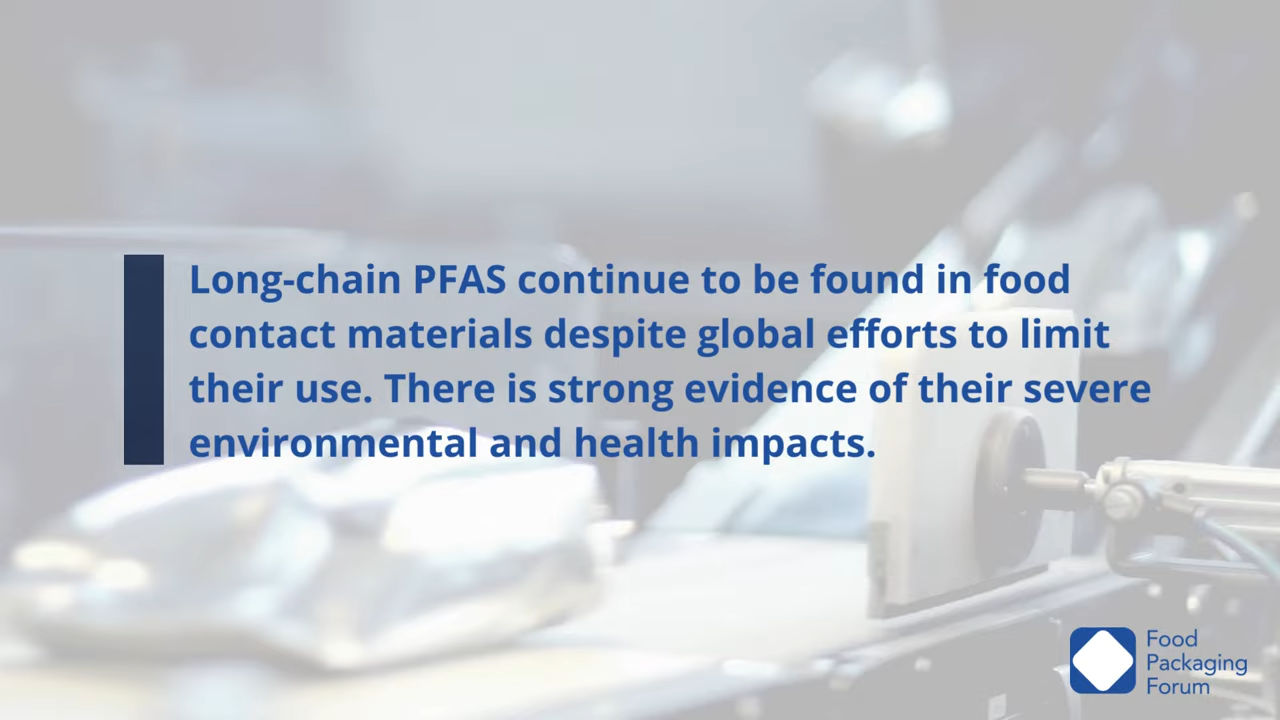 Long-chain PFAS continue to be found in food
contact materials despite global efforts to limit
their use. There is strong evidence of their severe
environmental and health impacts.
Food
Packaging
Forum